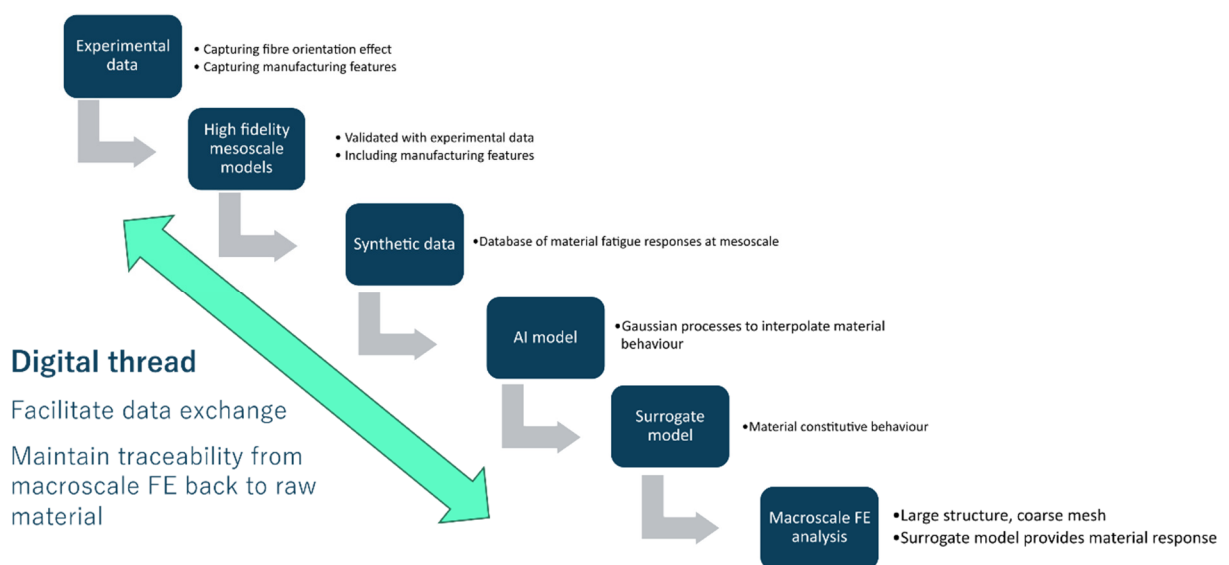 Experimental
data
• Capturing fibre orientation effect
• Capturing manufacturing features
High fidelity
mesoscale
models
• Validated with experimental data
• Including manufacturing features
Synthetic data
•Database of material fatigue responses at mesoscale
AI model
•Gaussian processes to interpolate material
behaviour
Surrogate
model
•Material constitutive behaviour
Macroscale FE
analysis
•Large structure, coarse mesh
•Surrogate model provides material response
Digital thread
Facilitate data exchange
Maintain traceability from
macroscale FE back to raw
material